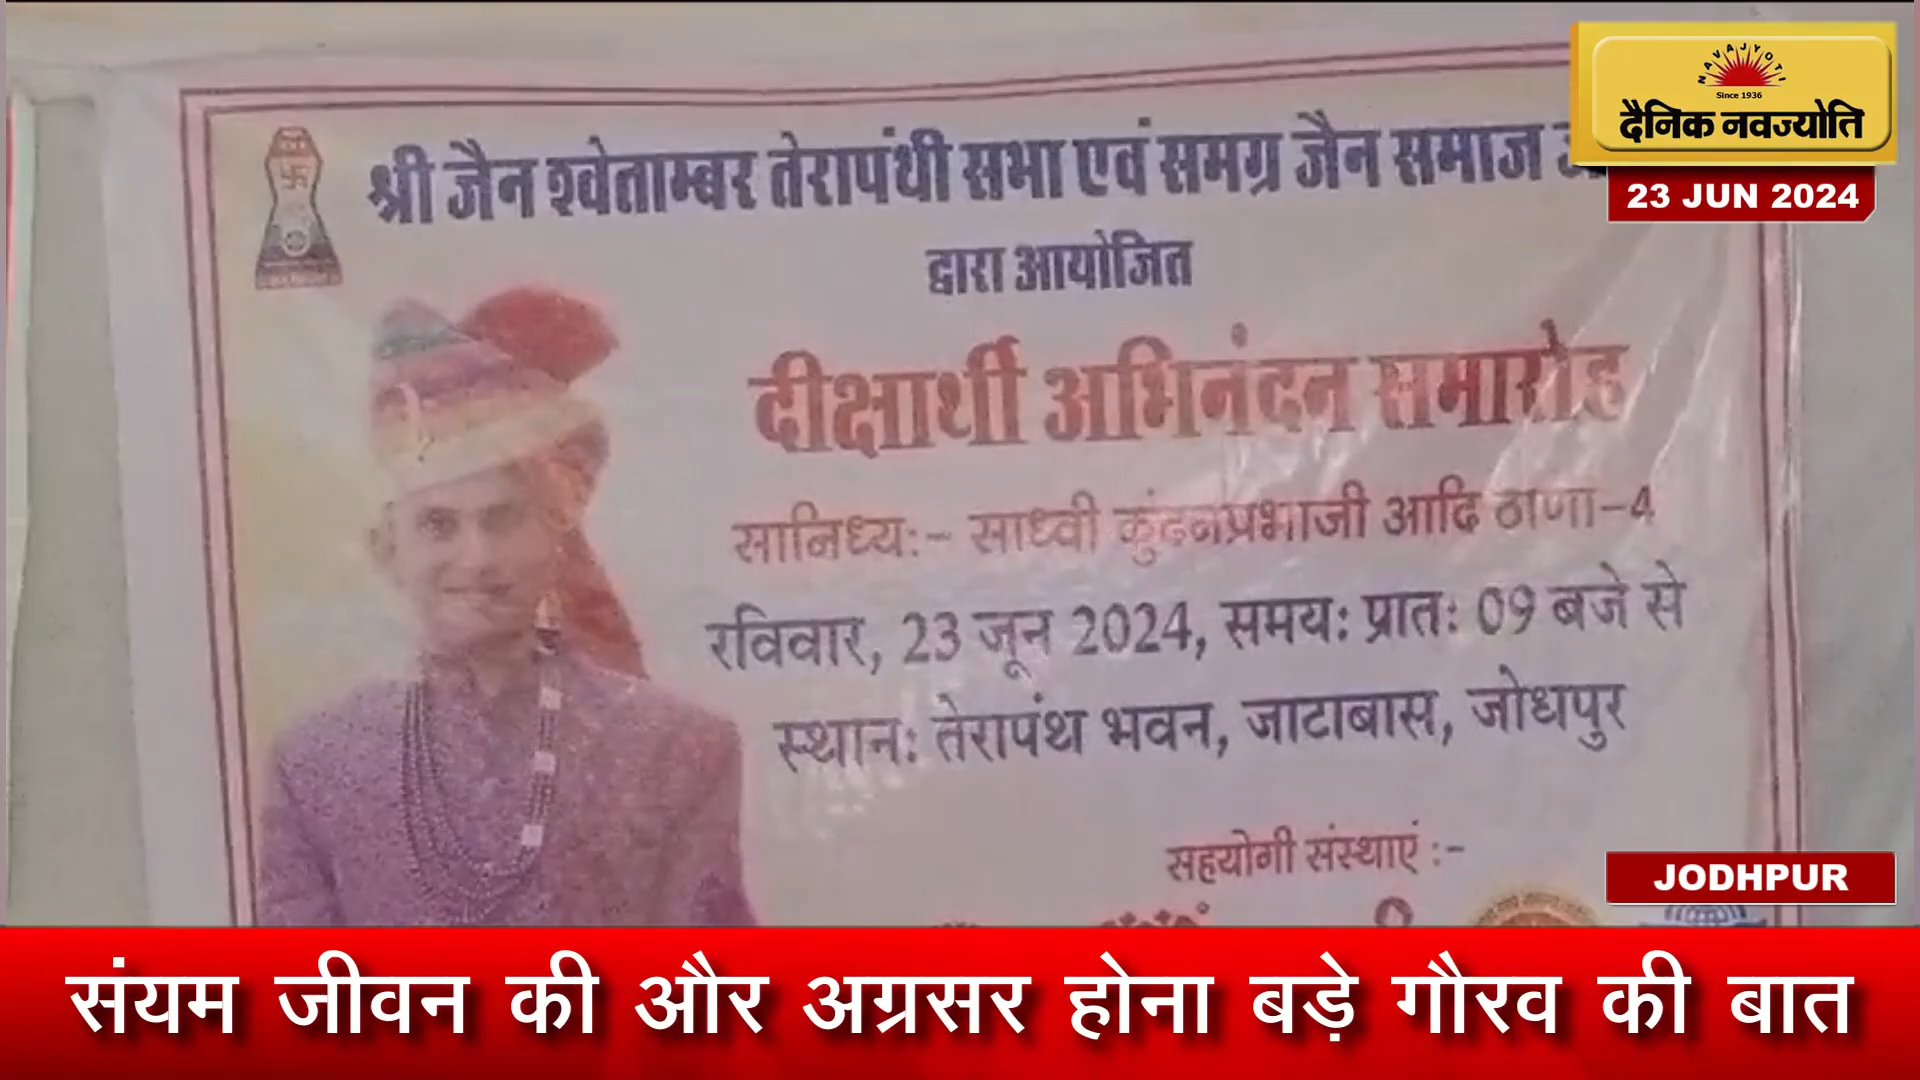 NAVAJYOTI
Since 1936
दैनिक नवज्योति
23 JUN 2024
श्री जैन श्वेताम्बर तेरापंथी सभा एवं समग्र जैन समाज
द्वारा आयोजित
दीक्षार्थी अभिनंदन समारोह
सानिध्य:- साध्वी कुंदनप्रभाजी आदि ठाणा-4
रविवार, 23 जून 2024, समय: प्रात: 09 बजे से
स्थान: तेरापंथ भवन, जाटाबास, जोधपुर
सहयोगी संस्थाएं :-
JODHPUR
संयम जीवन की और अग्रसर होना बड़े गौरव की बात